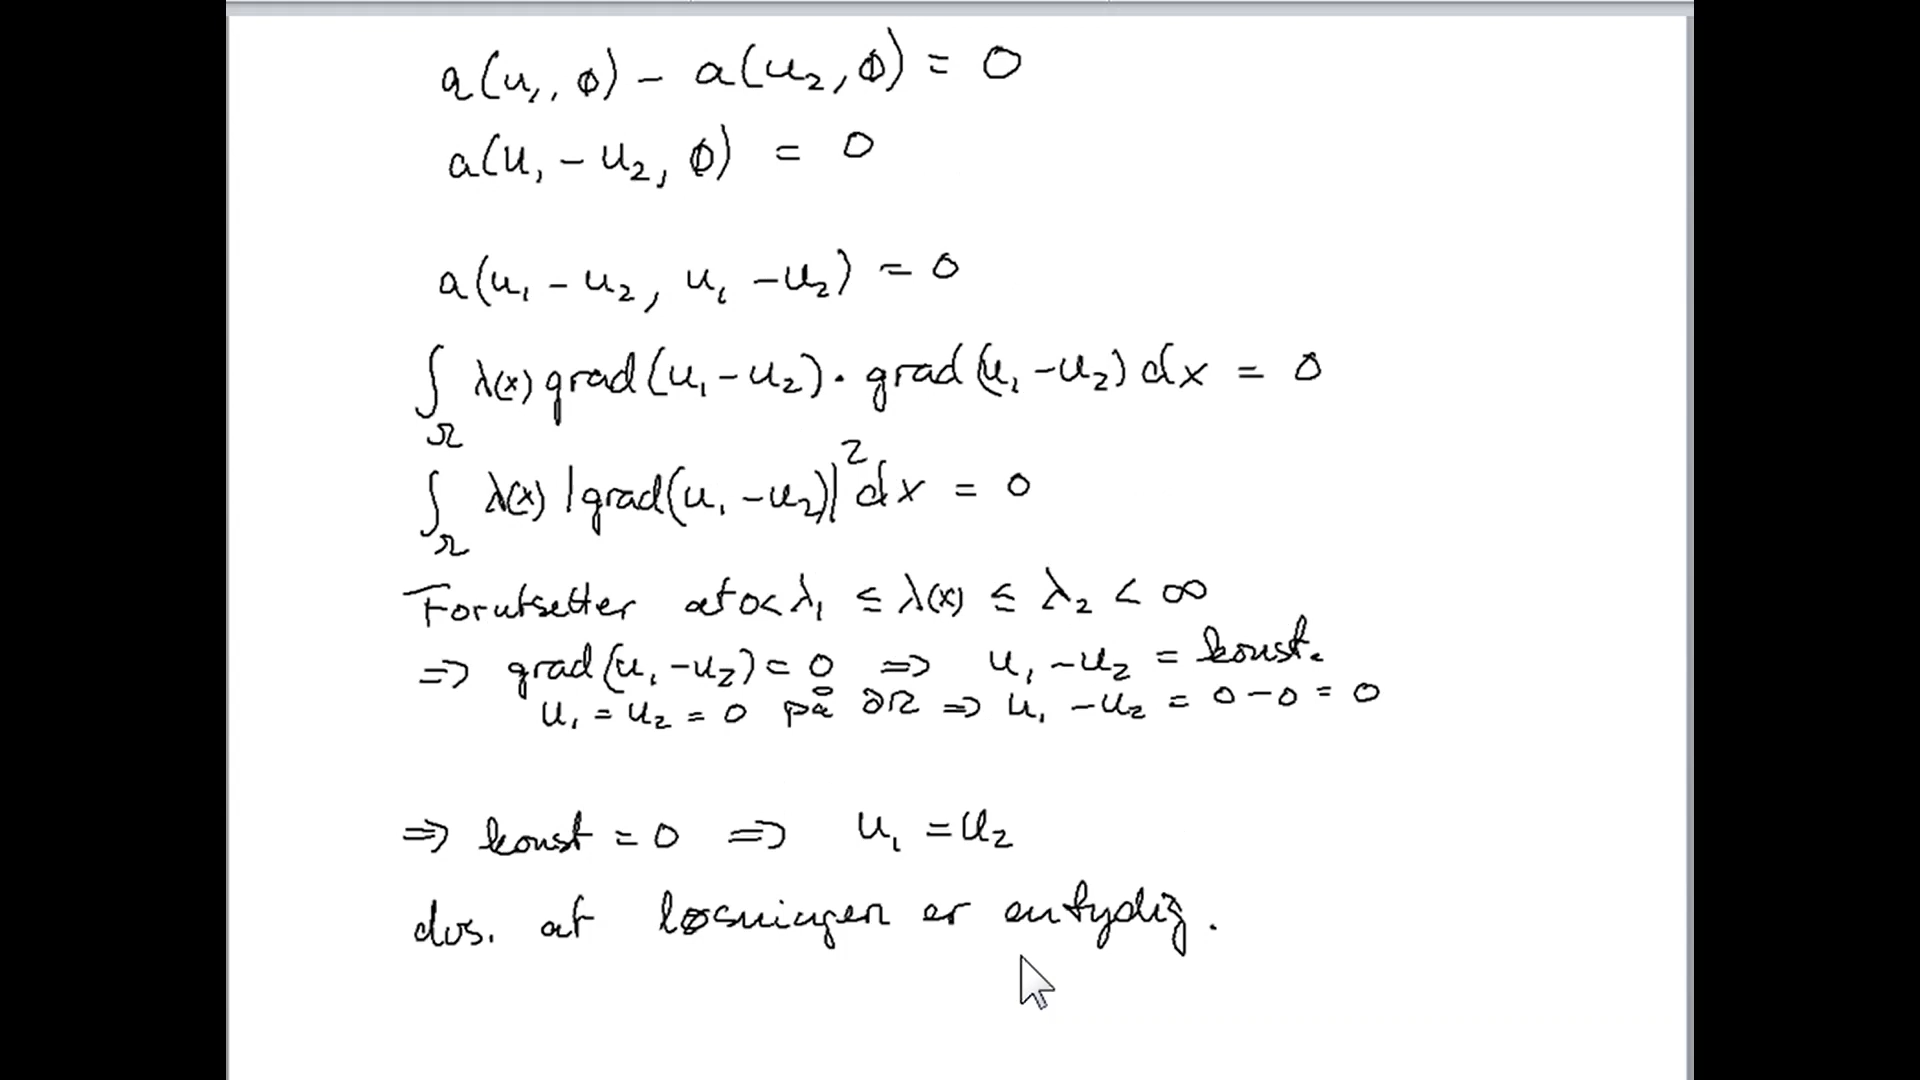 a(u₁, ϕ) − a(u₂, ϕ) = 0
a(u₁ − u₂, ϕ) = 0
a(u₁ − u₂, u₁ − u₂) = 0
∫_Ω λ(x) grad(u₁ − u₂) · grad(u₁ − u₂) dx = 0
∫_Ω λ(x) |grad(u₁ − u₂)|² dx = 0
Forutsetter at 0 < λ₁ ≤ λ(x) ≤ λ₂ < ∞
⇒ grad(u₁ − u₂) = 0 ⇒ u₁ − u₂ = konst.
u₁ = u₂ = 0 på ∂Ω ⇒ u₁ − u₂ = 0 − 0 = 0
⇒ konst = 0 ⇒ u₁ = u₂
dvs. at løsningen er entydig.